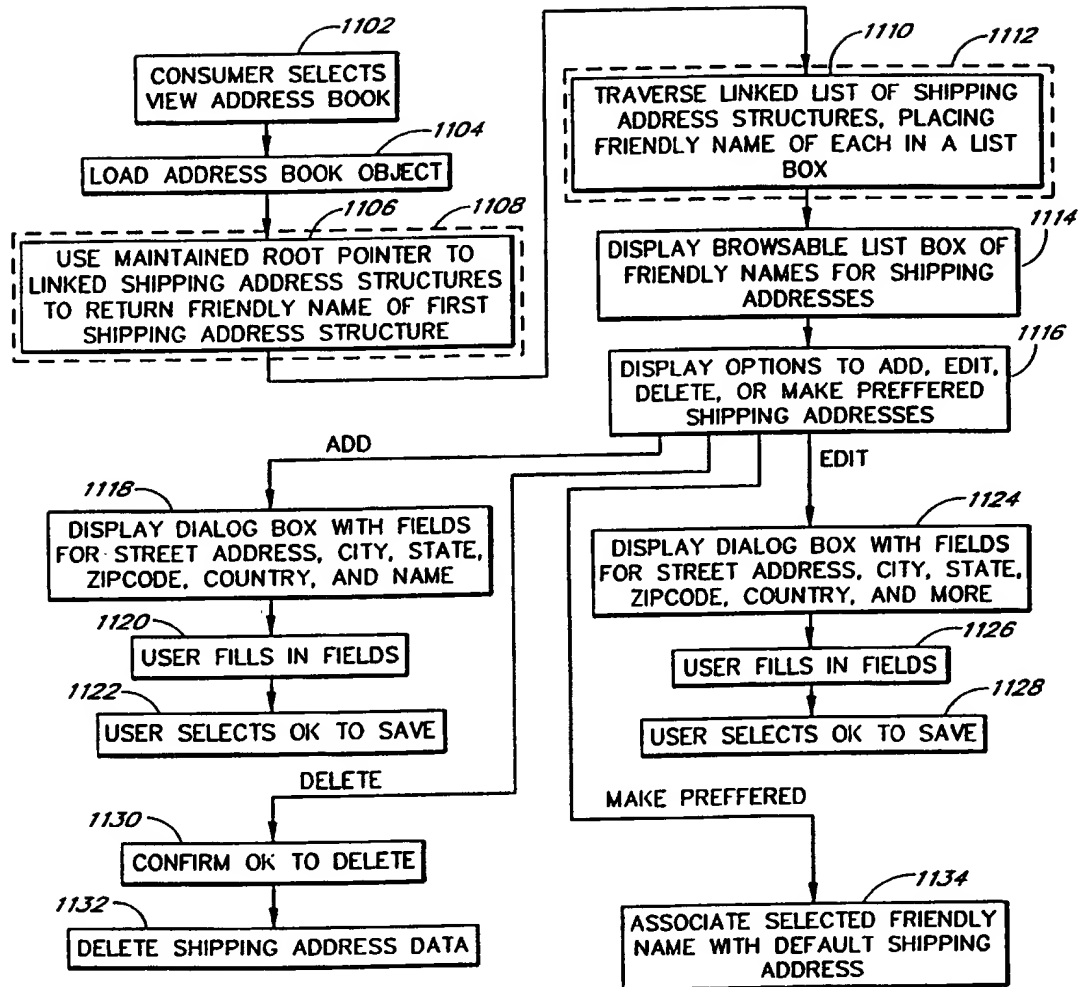 1102
CONSUMER SELECTS
VIEW ADDRESS BOOK
1104
LOAD ADDRESS BOOK OBJECT
1106
1108
USE MAINTAINED ROOT POINTER TO
LINKED SHIPPING ADDRESS STRUCTURES
TO RETURN FRIENDLY NAME OF FIRST
SHIPPING ADDRESS STRUCTURE
1110
1112
TRAVERSE LINKED LIST OF SHIPPING
ADDRESS STRUCTURES, PLACING
FRIENDLY NAME OF EACH IN A LIST
BOX
1114
DISPLAY BROWSABLE LIST BOX OF
FRIENDLY NAMES FOR SHIPPING
ADDRESSES
1116
DISPLAY OPTIONS TO ADD, EDIT,
DELETE, OR MAKE PREFFERED
SHIPPING ADDRESSES
ADD
1118
DISPLAY DIALOG BOX WITH FIELDS
FOR STREET ADDRESS, CITY, STATE,
ZIPCODE, COUNTRY, AND NAME
1120
USER FILLS IN FIELDS
1122
USER SELECTS OK TO SAVE
EDIT
1124
DISPLAY DIALOG BOX WITH FIELDS
FOR STREET ADDRESS, CITY, STATE,
ZIPCODE, COUNTRY, AND MORE
1126
USER FILLS IN FIELDS
1128
USER SELECTS OK TO SAVE
DELETE
1130
CONFIRM OK TO DELETE
1132
DELETE SHIPPING ADDRESS DATA
MAKE PREFFERED
1134
ASSOCIATE SELECTED FRIENDLY
NAME WITH DEFAULT SHIPPING
ADDRESS